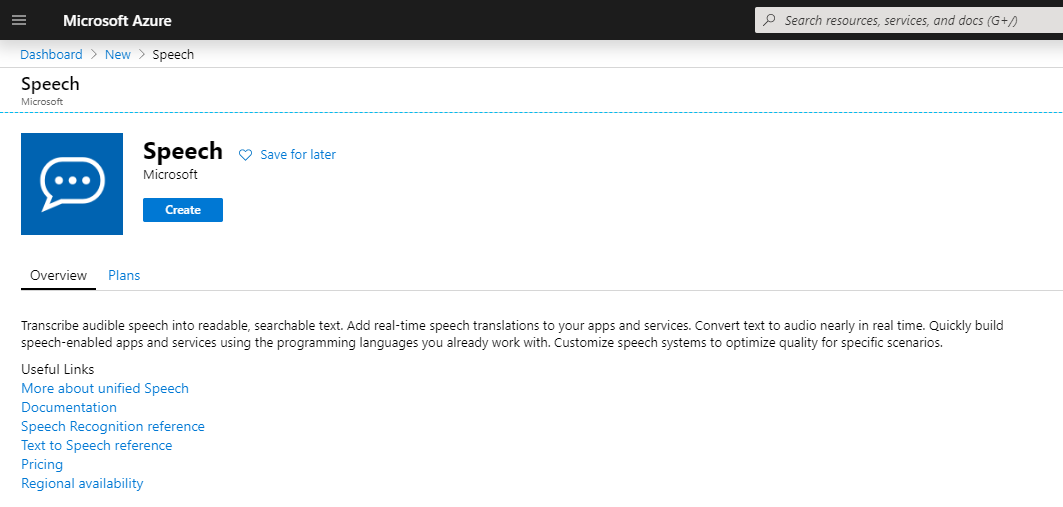 Microsoft Azure
Search resources, services, and docs (G+/)
Dashboard > New > Speech
Speech
Microsoft
Speech
Save for later
Microsoft
Create
Overview
Plans
Transcribe audible speech into readable, searchable text. Add real-time speech translations to your apps and services. Convert text to audio nearly in real time. Quickly build
speech-enabled apps and services using the programming languages you already work with. Customize speech systems to optimize quality for specific scenarios.
Useful Links
More about unified Speech
Documentation
Speech Recognition reference
Text to Speech reference
Pricing
Regional availability